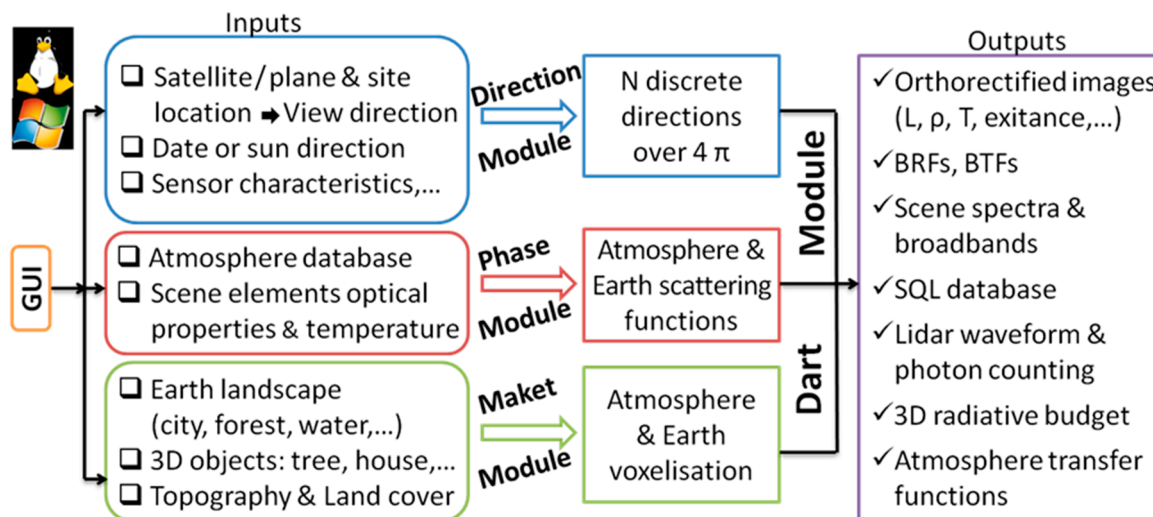 Inputs
Satellite/plane & site
location → View direction
Date or sun direction
Sensor characteristics,...
Direction
Module
N discrete
directions
over 4 π
GUI
Atmosphere database
Scene elements optical
properties & temperature
Phase
Module
Atmosphere &
Earth scattering
functions
Earth landscape
(city, forest, water,...)
3D objects: tree, house,...
Topography & Land cover
Maket
Module
Atmosphere
& Earth
voxelisation
Dart Module
Outputs
Orthorectified images
(L, ρ, T, exitance,...)
BRFs, BTFs
Scene spectra &
broadbands
SQL database
Lidar waveform &
photon counting
3D radiative budget
Atmosphere transfer
functions